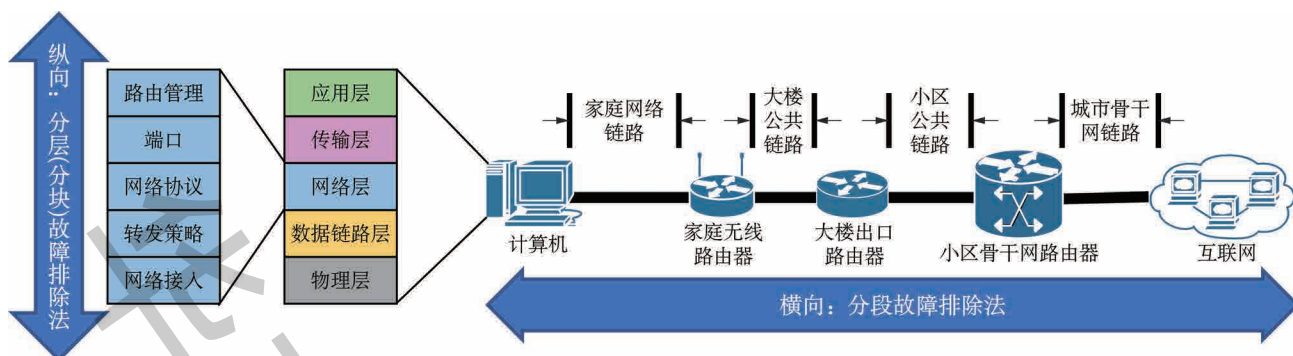 纵向：分层(分块)故障排除法
路由管理
端口
网络协议
转发策略
网络接入
应用层
传输层
网络层
数据链路层
物理层
家庭网络
链路
大楼
公共
链路
小区
公共
链路
城市骨干
网链路
计算机
家庭无线
路由器
大楼出口
路由器
小区骨干网路由器
互联网
横向：分段故障排除法